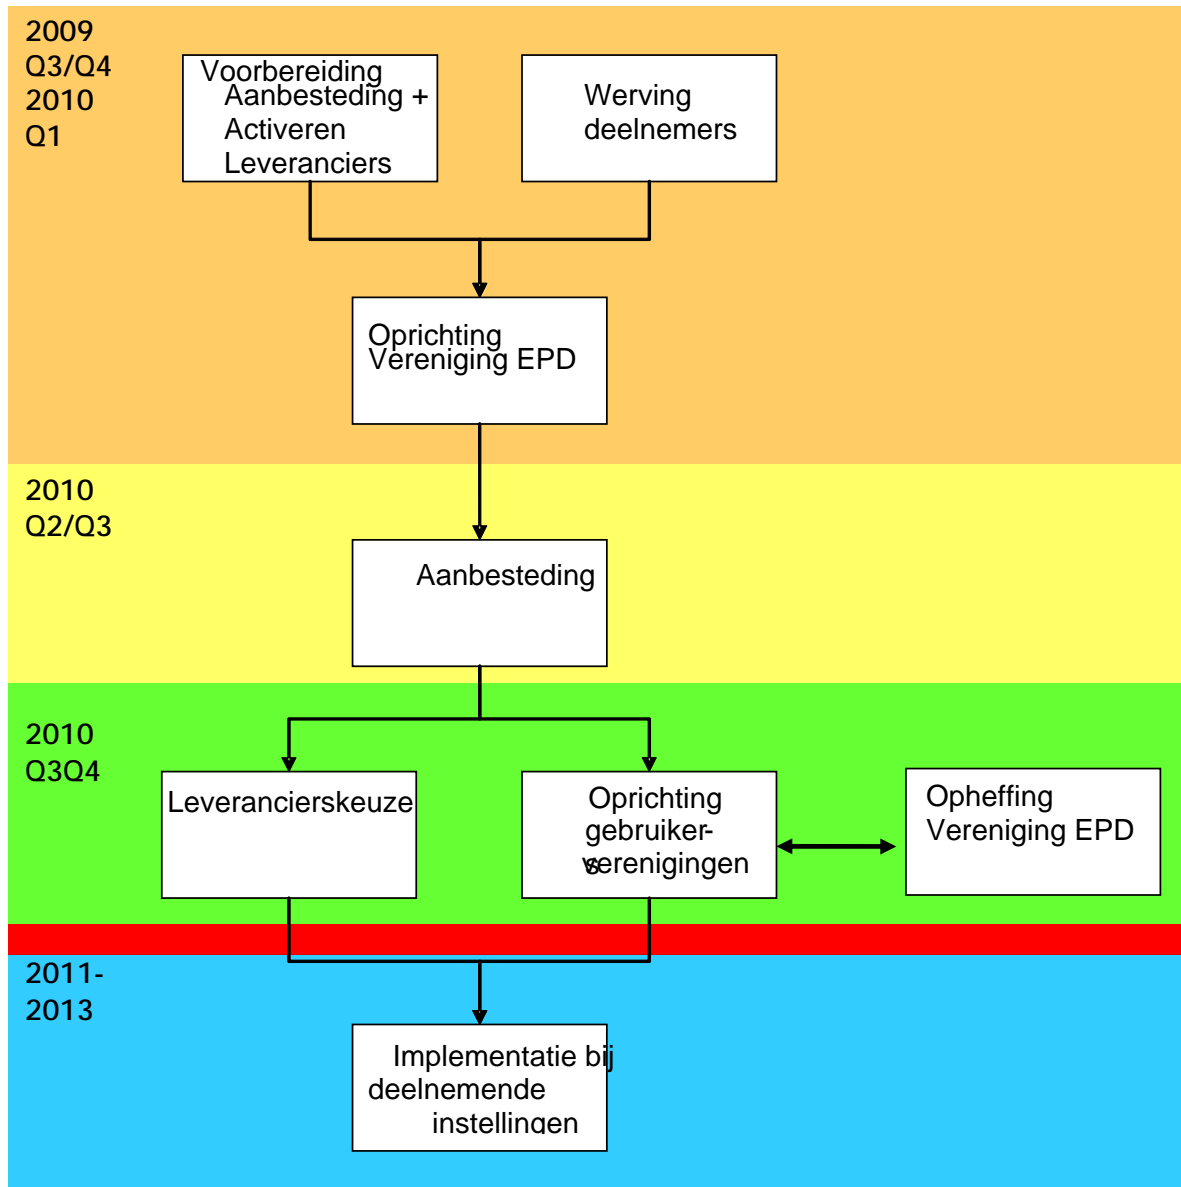 2009
Q3/Q4
2010
Q1
Voorbereiding
Aanbesteding +
Activeren
Leveranciers
Werving
deelnemers
Oprichting
Vereniging EPD
2010
Q2/Q3
Aanbesteding
2010
Q3Q4
Leverancierskeuze
Oprichting
gebruiker-
s
verenigingen
Opheffing
Vereniging EPD
2011-
2013
Implementatie bij
deelnemende
instellingen